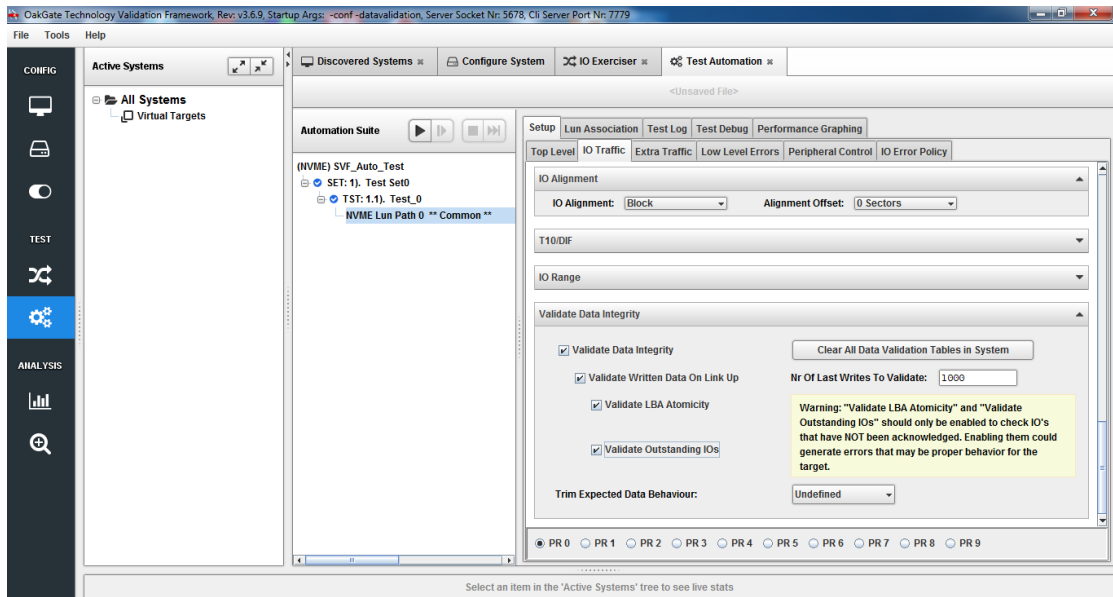 OakGate Technology Validation Framework, Rev: v3.6.9, Startup Args: -conf -datavalidation, Server Socket Nr: 5678, Cli Server Port Nr: 7779
File Tools Help
CONFIG
TEST
ANALYSIS
Active Systems
All Systems
Virtual Targets
Discovered Systems
Configure System
IO Exerciser
Test Automation
<Unsaved File>
Automation Suite
(NVME) SVF_Auto_Test
SET: 1). Test Set0
TST: 1.1). Test_0
NVME Lun Path 0 ** Common **
Setup Lun Association Test Log Test Debug Performance Graphing
Top Level IO Traffic Extra Traffic Low Level Errors Peripheral Control IO Error Policy
IO Alignment
IO Alignment: Block Alignment Offset: 0 Sectors
T10/DIF
IO Range
Validate Data Integrity
Validate Data Integrity Clear All Data Validation Tables in System
Validate Written Data On Link Up Nr Of Last Writes To Validate: 1000
Validate LBA Atomicity
Validate Outstanding IOs
Warning: "Validate LBA Atomicity" and "Validate
Outstanding IOs" should only be enabled to check IO's
that have NOT been acknowledged. Enabling them could
generate errors that may be proper behavior for the
target.
Trim Expected Data Behaviour: Undefined
PR 0 PR 1 PR 2 PR 3 PR 4 PR 5 PR 6 PR 7 PR 8 PR 9
Select an item in the 'Active Systems' tree to see live stats